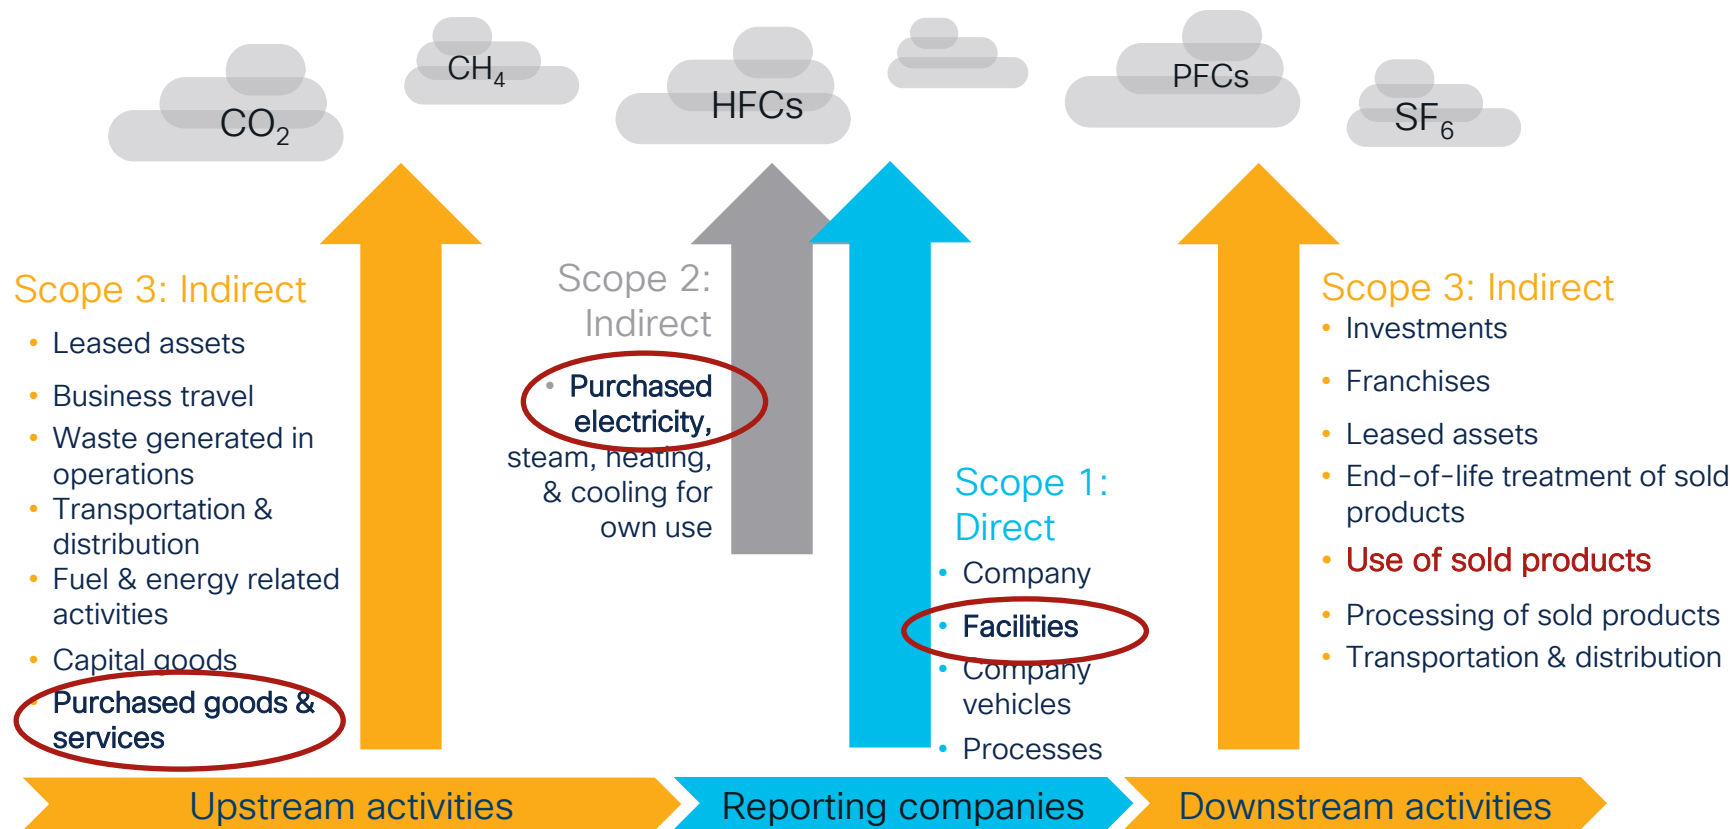 CO₂
CH₄
HFCs
PFCs
SF₆
Scope 3: Indirect
• Leased assets
• Business travel
• Waste generated in
operations
• Transportation &
distribution
• Fuel & energy related
activities
• Capital goods
• Purchased goods &
services
Scope 2:
Indirect
• Purchased
electricity,
steam, heating,
& cooling for
own use
Scope 1:
Direct
• Company
• Facilities
• Company
vehicles
• Processes
Scope 3: Indirect
• Investments
• Franchises
• Leased assets
• End-of-life treatment of sold
products
• Use of sold products
• Processing of sold products
• Transportation & distribution
Upstream activities
Reporting companies
Downstream activities